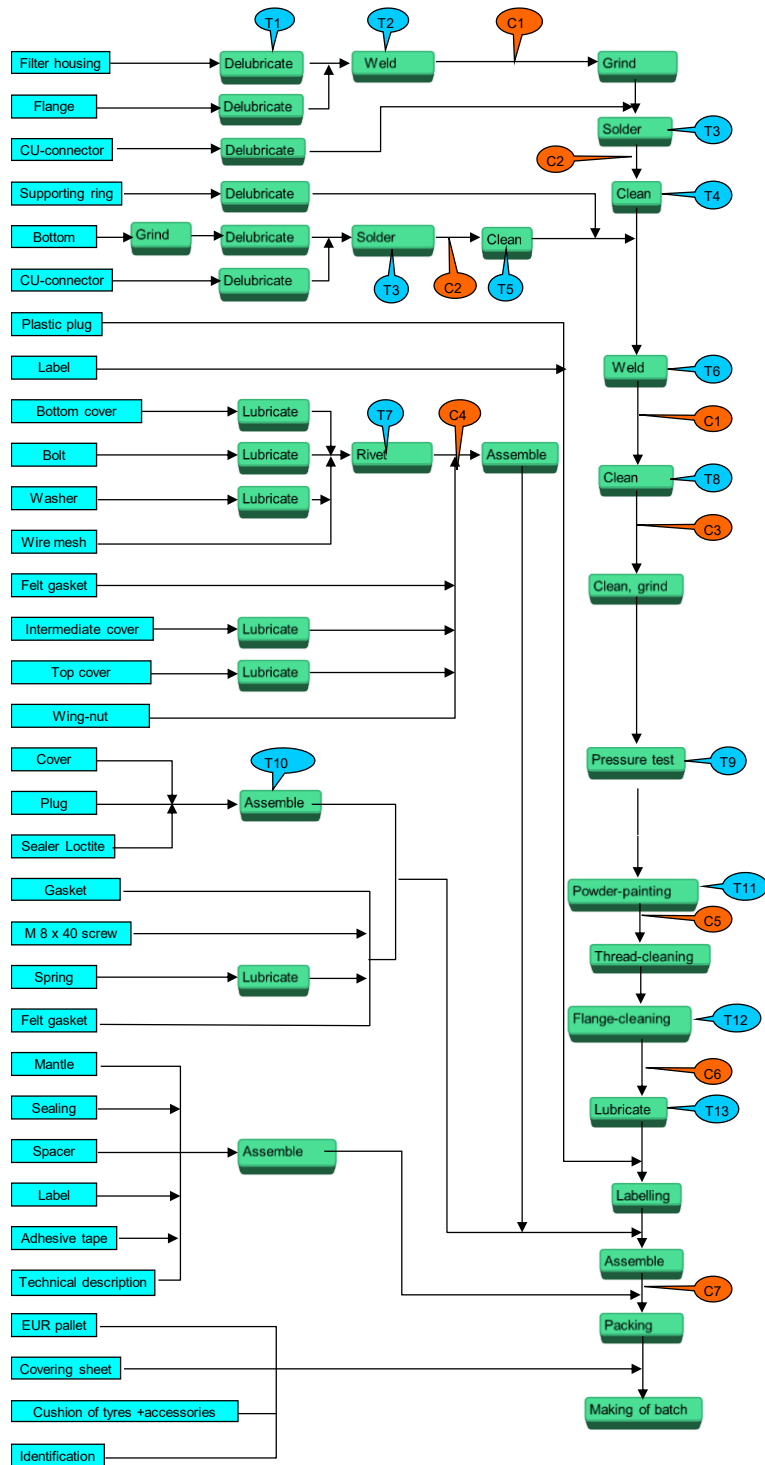 T1
T2
C1
Filter housing
Delubricate
Weld
Grind
Flange
Delubricate
Solder
T3
CU-connector
Delubricate
C2
Supporting ring
Delubricate
Clean
T4
Bottom
Grind
Delubricate
Solder
Clean
CU-connector
Delubricate
T3
C2
T5
Plastic plug
Label
Weld
T6
Bottom cover
Lubricate
T7
C4
C1
Bolt
Lubricate
Rivet
Assemble
Clean
T8
Washer
Lubricate
C3
Wire mesh
Felt gasket
Clean, grind
Intermediate cover
Lubricate
Top cover
Lubricate
Wing-nut
Cover
T10
Pressure test
T9
Plug
Assemble
Sealer Loctite
Gasket
Powder-painting
T11
C5
M 8 x 40 screw
Thread-cleaning
Spring
Lubricate
Felt gasket
Flange-cleaning
T12
Mantle
C6
Sealing
Lubricate
T13
Spacer
Assemble
Label
Labelling
Adhesive tape
Assemble
Technical description
C7
EUR pallet
Packing
Covering sheet
Cushion of tyres +accessories
Making of batch
Identification